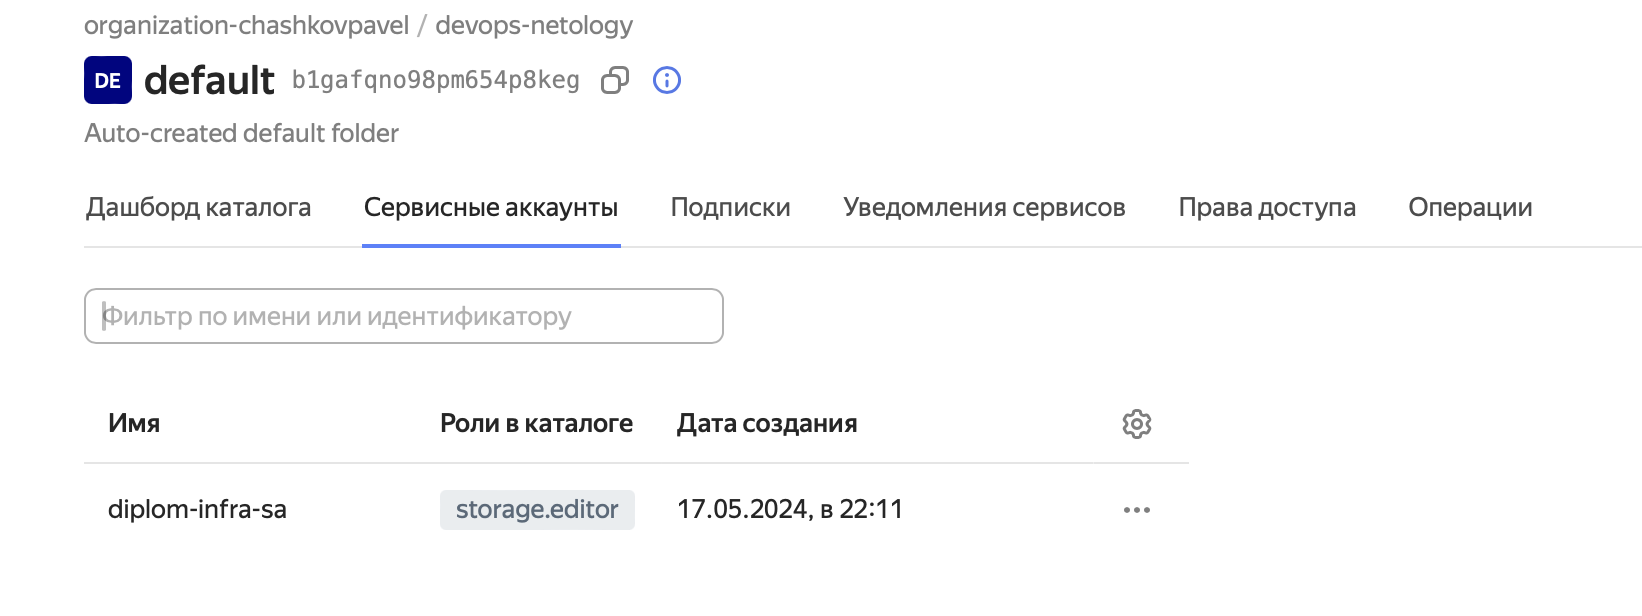 organization-chashkovpavel / devops-netology
DE default b1gafqno98pm654p8keg
Auto-created default folder
Дашборд каталога Сервисные аккаунты Подписки Уведомления сервисов Права доступа Операции
Фильтр по имени или идентификатору
Имя Роли в каталоге Дата создания
diplom-infra-sa storage.editor 17.05.2024, в 22:11